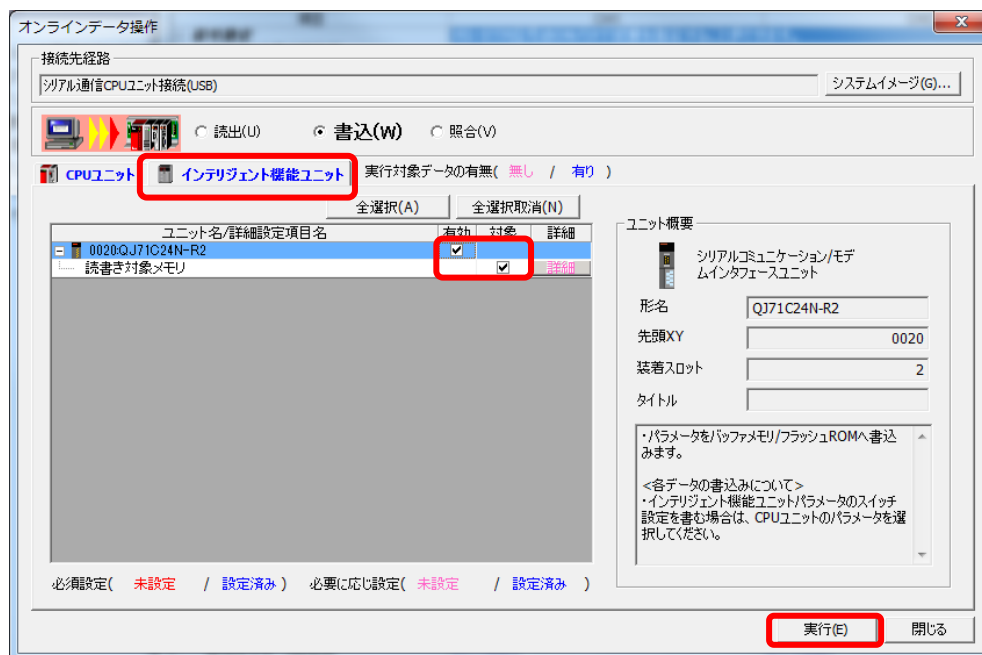 オンラインデータ操作
接続先経路
シリアル通信CPUユニット接続(USB)
システムイメージ(G)...
読出(U) 書込(W) 照合(V)
CPUユニット インテリジェント機能ユニット 実行対象データの有無( 無し / 有り )
全選択(A) 全選択取消(N)
ユニット名/詳細設定項目名 有効 対象 詳細
0020:QJ71C24N-R2
読書き対象メモリ 詳細
ユニット概要
シリアルコミュニケーション/モデ
ムインタフェースユニット
形名 QJ71C24N-R2
先頭XY 0020
装着スロット 2
タイトル
・パラメータをバッファメモリ/フラッシュROMへ書込
みます。
<各データの書込みについて>
・インテリジェント機能ユニットパラメータのスイッチ
設定を書む場合は、CPUユニットのパラメータを選
択してください。
必須設定( 未設定 / 設定済み ) 必要に応じ設定( 未設定 / 設定済み )
実行(E) 閉じる